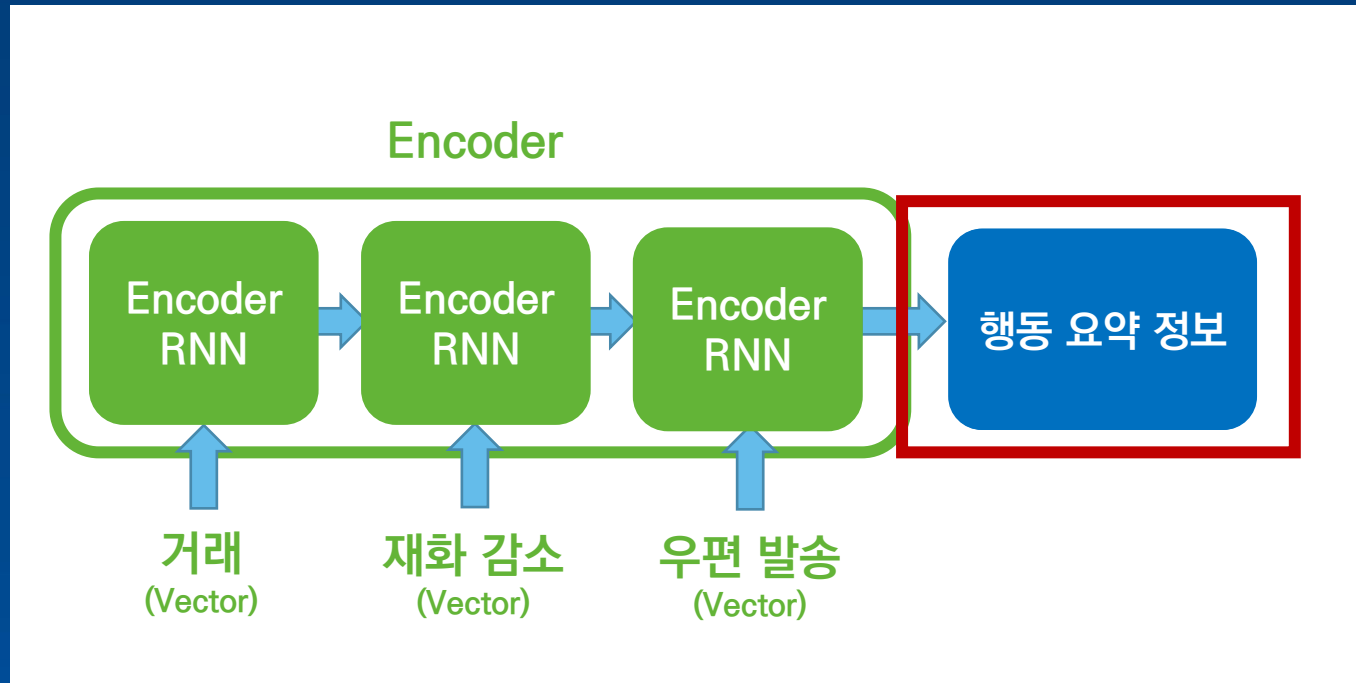 Encoder
Encoder
RNN
Encoder
RNN
Encoder
RNN
행동 요약 정보
거래
(Vector)
재화 감소
(Vector)
우편 발송
(Vector)